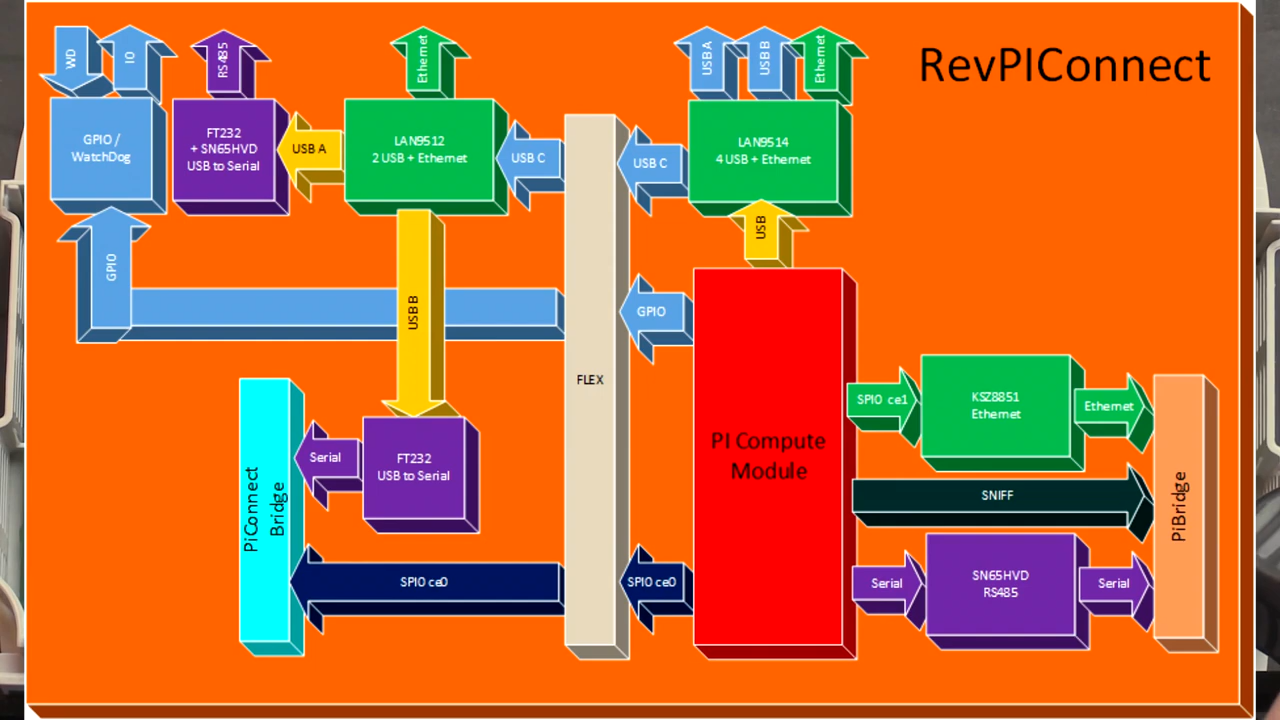 RevPIConnect
WD
IO
RS485
Ethernet
USB A
USB B
Ethernet
GPIO /
WatchDog
FT232
+ SN65HVD
USB to Serial
USB A
LAN9512
2 USB + Ethernet
USB C
USB C
LAN9514
4 USB + Ethernet
USB
GPIO
USB B
GPIO
FLEX
PI Compute
Module
SPI0 ce1
KSZ8851
Ethernet
Ethernet
PiConnect
Bridge
Serial
FT232
USB to Serial
SNIFF
PiBridge
SPI0 ce0
SPI0 ce0
Serial
SN65HVD
RS485
Serial